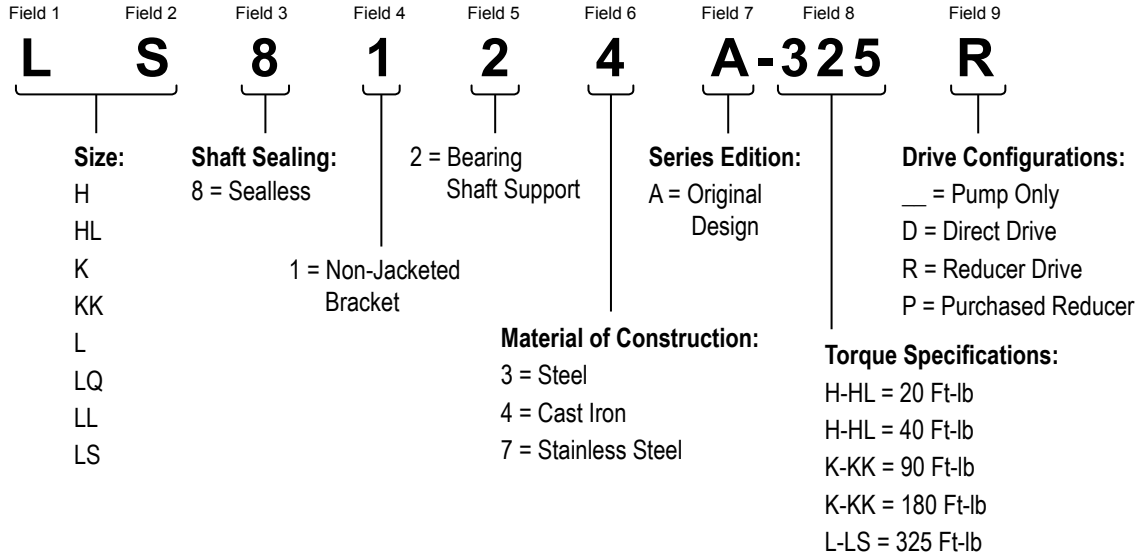 Field 1 Field 2 Field 3 Field 4 Field 5 Field 6 Field 7 Field 8 Field 9
L S 8 1 2 4 A-325 R
Size:
H
HL
K
KK
L
LQ
LL
LS
Shaft Sealing:
8 = Sealless
1 = Non-Jacketed
Bracket
2 = Bearing
Shaft Support
Material of Construction:
3 = Steel
4 = Cast Iron
7 = Stainless Steel
Series Edition:
A = Original
Design
Torque Specifications:
H-HL = 20 Ft-lb
H-HL = 40 Ft-lb
K-KK = 90 Ft-lb
K-KK = 180 Ft-lb
L-LS = 325 Ft-lb
Drive Configurations:
__ = Pump Only
D = Direct Drive
R = Reducer Drive
P = Purchased Reducer